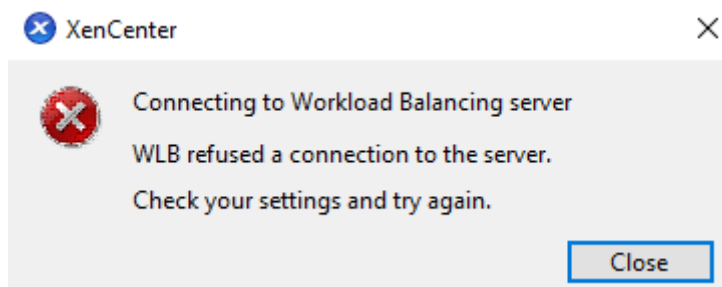 XenCenter
Connecting to Workload Balancing server
WLB refused a connection to the server.
Check your settings and try again.
Close